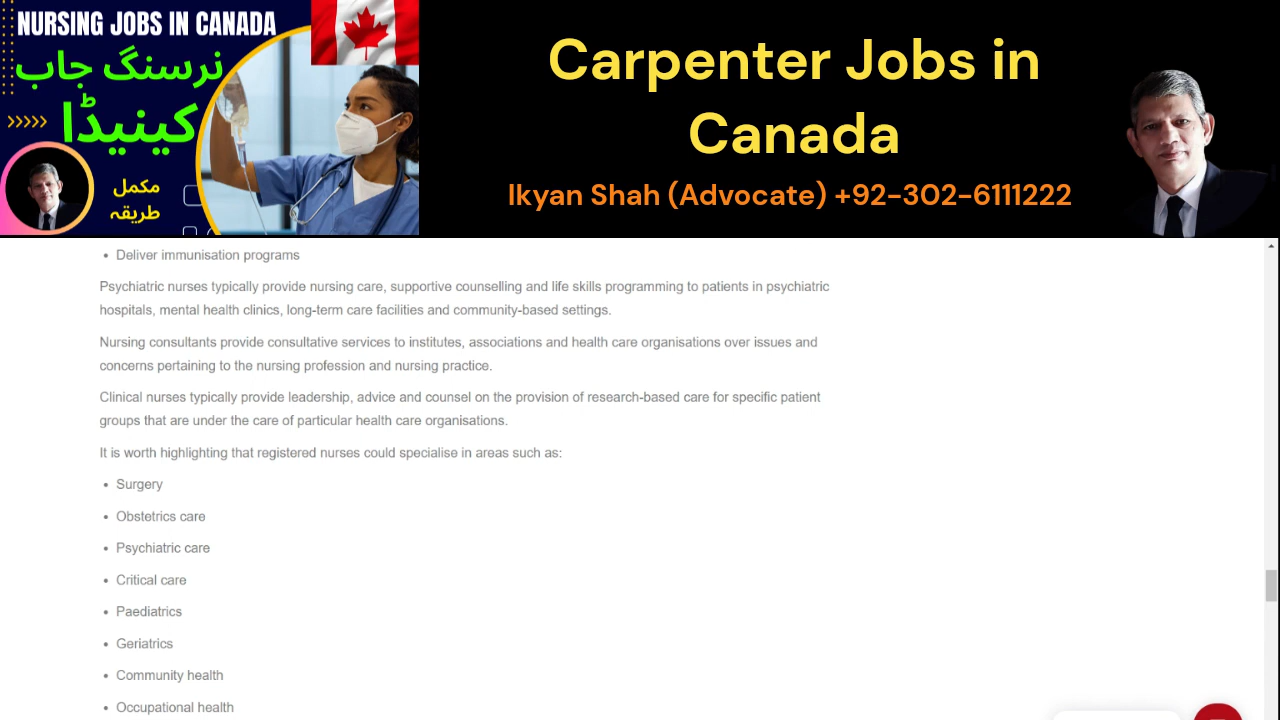 NURSING JOBS IN CANADA
نرسنگ جاب
کینیڈا
مکمل
طریقہ
Carpenter Jobs in
Canada
Ikyan Shah (Advocate) +92-302-6111222
• Deliver immunisation programs
Psychiatric nurses typically provide nursing care, supportive counselling and life skills programming to patients in psychiatric
hospitals, mental health clinics, long-term care facilities and community-based settings.
Nursing consultants provide consultative services to institutes, associations and health care organisations over issues and
concerns pertaining to the nursing profession and nursing practice.
Clinical nurses typically provide leadership, advice and counsel on the provision of research-based care for specific patient
groups that are under the care of particular health care organisations.
It is worth highlighting that registered nurses could specialise in areas such as:
• Surgery
• Obstetrics care
• Psychiatric care
• Critical care
• Paediatrics
• Geriatrics
• Community health
• Occupational health